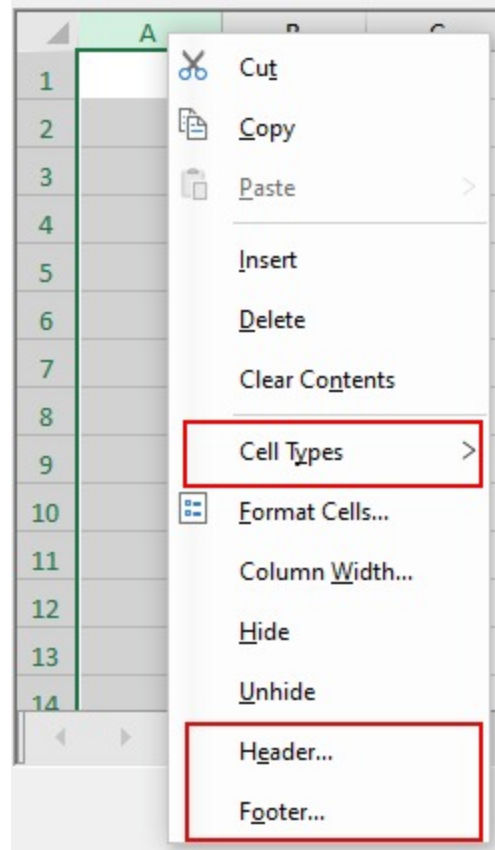 A
1
Cut
2
Copy
3
Paste
4
5
Insert
6
Delete
7
Clear Contents
8
9
Cell Types
10
Format Cells...
11
Column Width...
12
Hide
13
Unhide
14
Header...
Footer...